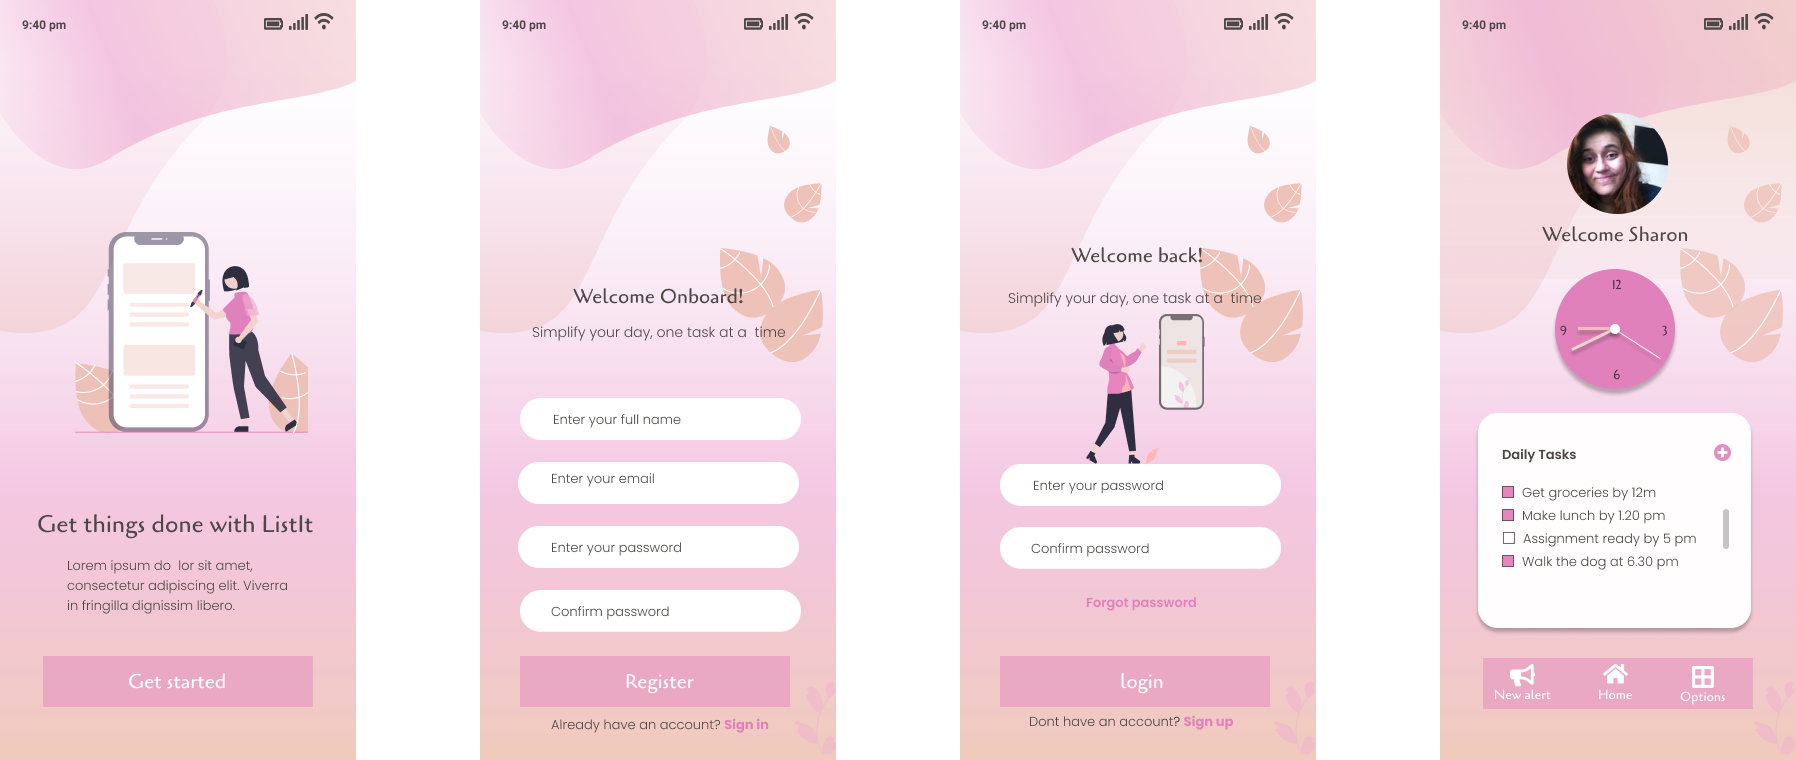 9:40 pm
Get things done with ListIt
Lorem ipsum do  lor sit amet,
consectetur adipiscing elit. Viverra
in fringilla dignissim libero.
Get started
9:40 pm
Welcome Onboard!
Simplify your day, one task at a  time
Enter your full name
Enter your email
Enter your password
Confirm password
Register
Already have an account? Sign in
9:40 pm
Welcome back!
Simplify your day, one task at a  time
Enter your password
Confirm password
Forgot password
login
Dont have an account? Sign up
9:40 pm
Welcome Sharon
12
9
3
6
Daily Tasks
Get groceries by 12m
Make lunch by 1.20 pm
Assignment ready by 5 pm
Walk the dog at 6.30 pm
New alert
Home
Options